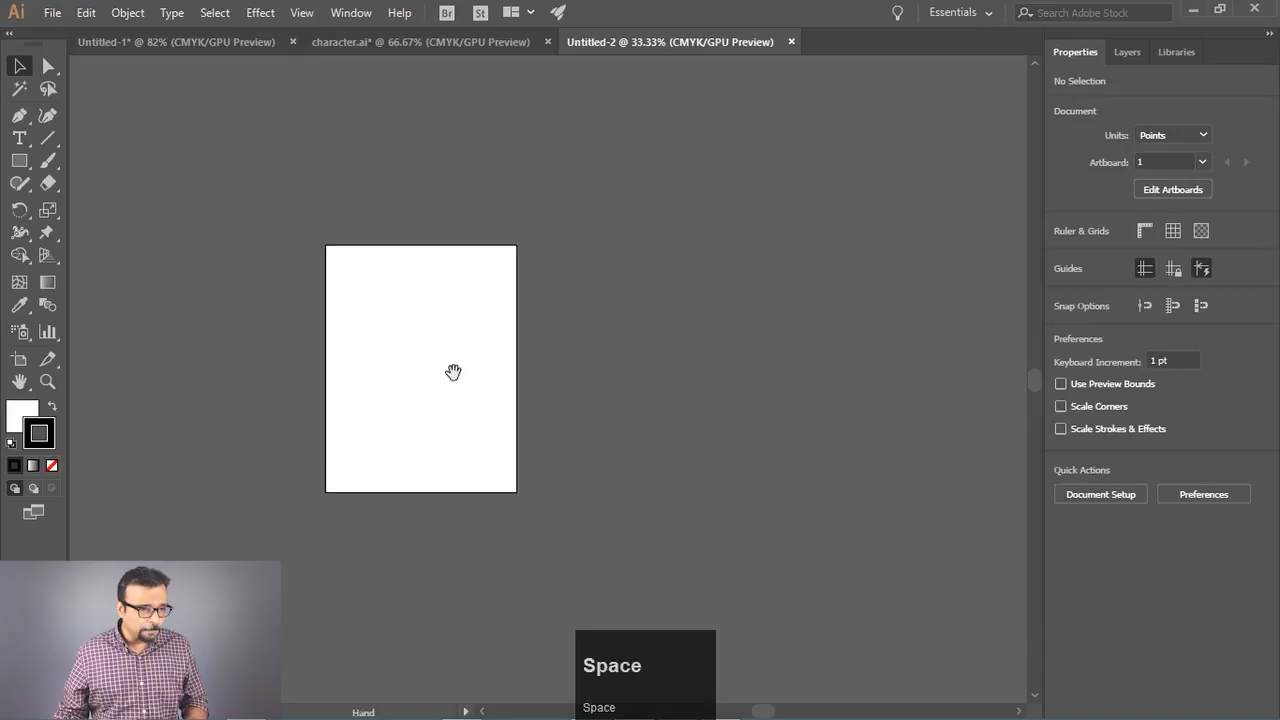 Ai File Edit Object Type Select Effect View Window Help Br St Essentials Search Adobe Stock
Untitled-1* @ 82% (CMYK/GPU Preview) × character.ai* @ 66.67% (CMYK/GPU Preview) × Untitled-2 @ 33.33% (CMYK/GPU Preview) ×
Properties Layers Libraries
No Selection
Document
Units: Points
Artboard: 1
Edit Artboards
Ruler & Grids
Guides
Snap Options
Preferences
Keyboard Increment: 1 pt
Use Preview Bounds
Scale Corners
Scale Strokes & Effects
Quick Actions
Document Setup Preferences
Space
Space
Hand